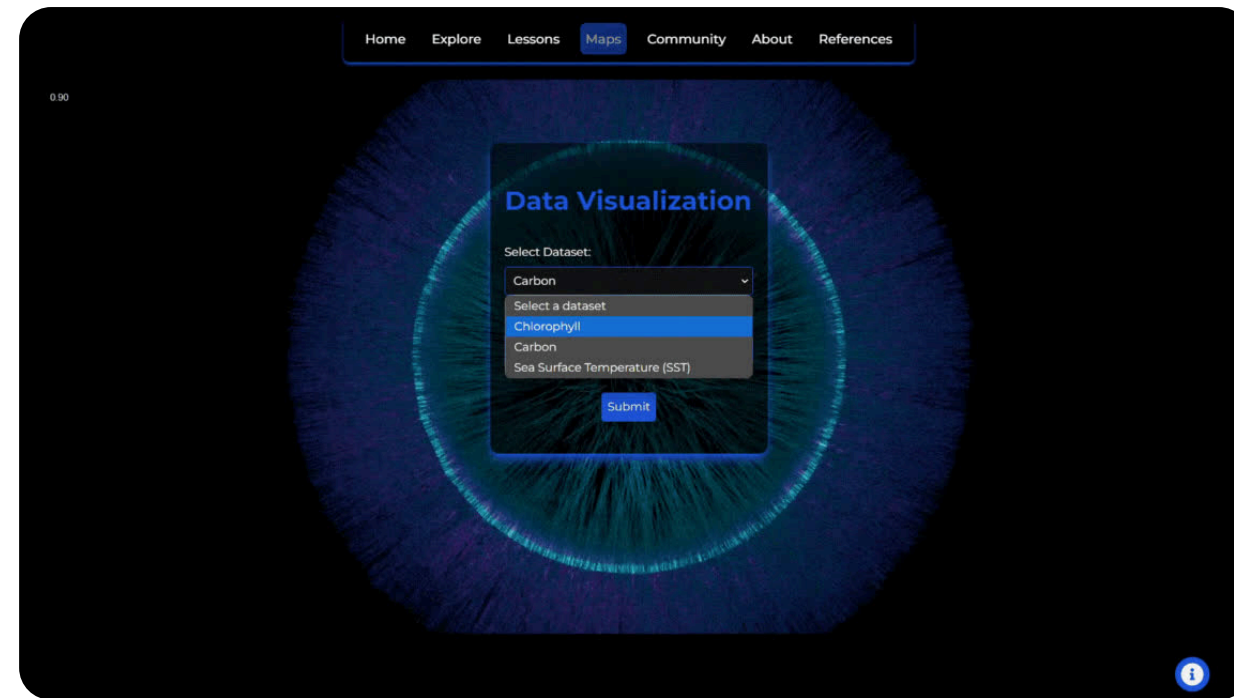 Home Explore Lessons Maps Community About References
0.90
Data Visualization
Select Dataset:
Carbon
Select a dataset
Chlorophyll
Carbon
Sea Surface Temperature (SST)
Submit
i